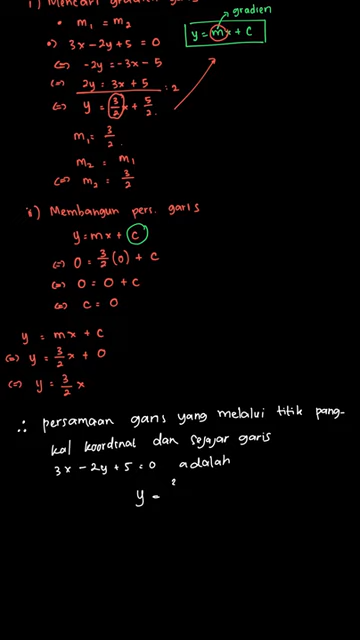 i) Mencari gradien
• m₁ = m₂
→ gradien
y = mx + c
•) 3x - 2y + 5 = 0
(=) -2y = -3x - 5
(=) 2y = 3x + 5
: 2
(=) y = 3/2 x + 5/2
m₁ = 3/2
m₂ = m₁
(=) m₂ = 3/2
ii) Membangun pers. garis
y = mx + c
(=) 0 = 3/2 (0) + c
(=) 0 = 0 + c
(=) c = 0
y = mx + c
(=) y = 3/2 x + 0
(=) y = 3/2 x
∴ persamaan garis yang melalui titik pang-
kal koordinat dan sejajar garis
3x - 2y + 5 = 0 adalah
y =